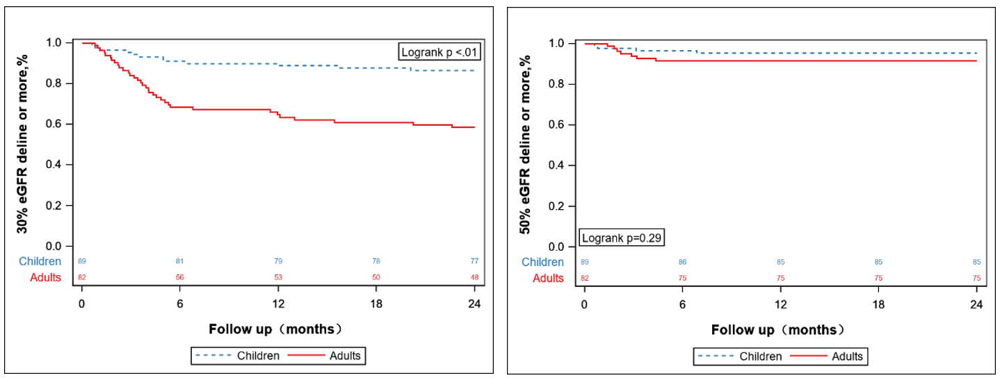 30% eGFR deline or more,%
1.0
0.8
0.6
0.4
0.2
0.0
Logrank p <.01
Children 89 81 79 78 77
Adults 82 56 53 50 48
0 6 12 18 24
Follow up（months）
Children Adults
50% eGFR deline or more,%
1.0
0.8
0.6
0.4
0.2
0.0
Logrank p=0.29
Children 89 86 85 85 85
Adults 82 75 75 75 75
0 6 12 18 24
Follow up（months）
Children Adults